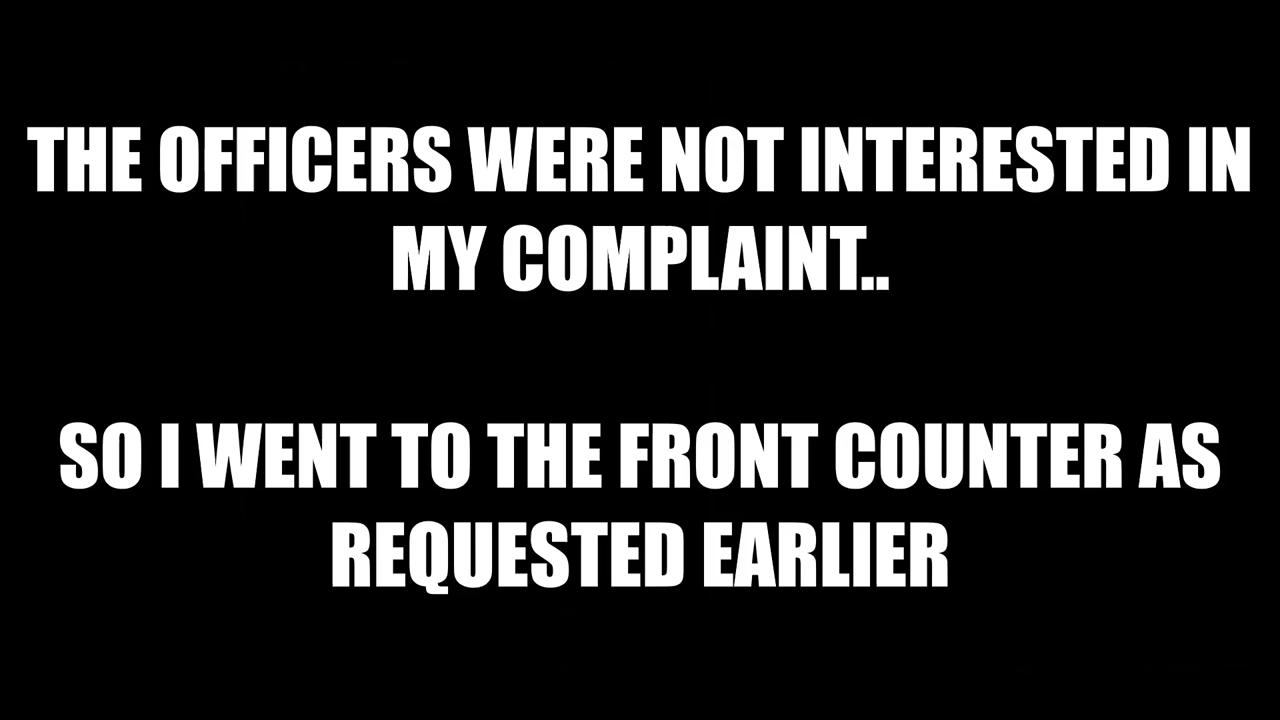 THE OFFICERS WERE NOT INTERESTED IN
MY COMPLAINT..
SO I WENT TO THE FRONT COUNTER AS
REQUESTED EARLIER